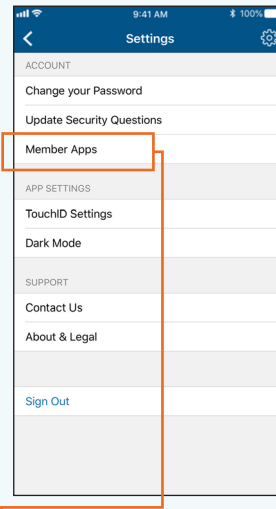 9:41 AM
100%
Settings
ACCOUNT
Change your Password
Update Security Questions
Member Apps
APP SETTINGS
TouchID Settings
Dark Mode
SUPPORT
Contact Us
About & Legal
Sign Out